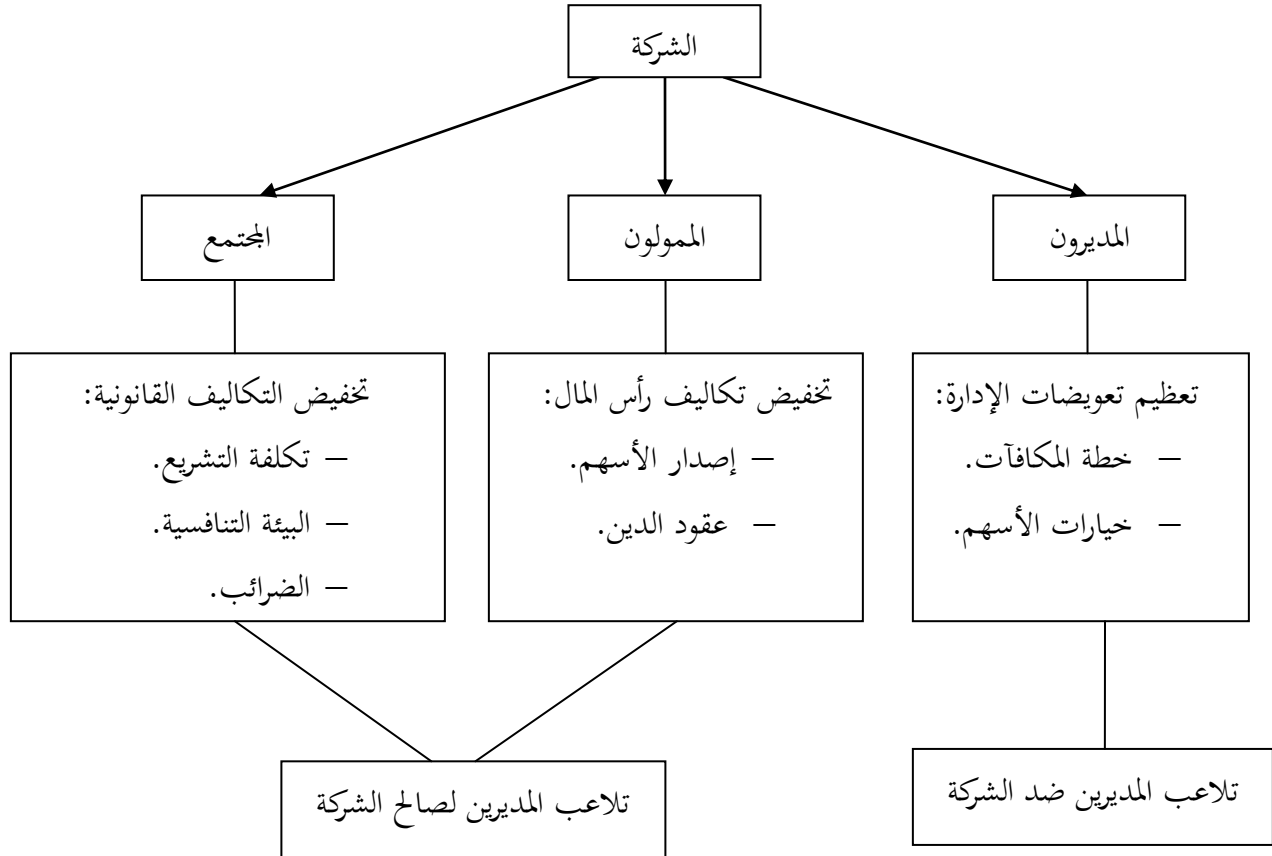 الشركة
المديرون
الممولون
المجتمع
تعظيم تعويضات الإدارة:
– خطة المكافآت.
– خيارات الأسهم.
تخفيض تكاليف رأس المال:
– إصدار الأسهم.
– عقود الدين.
تخفيض التكاليف القانونية:
– تكلفة التشريع.
– البيئة التنافسية.
– الضرائب.
تلاعب المديرين ضد الشركة
تلاعب المديرين لصالح الشركة